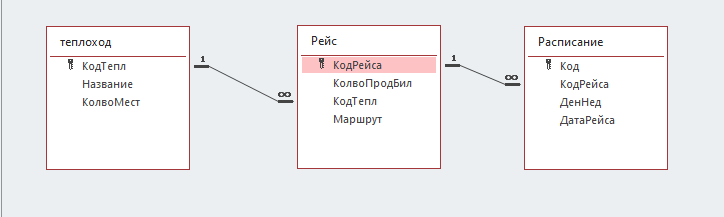 теплоход
КодТепл
Название
КолвоМест
1
∞
Рейс
КодРейса
КолвоПродБил
КодТепл
Маршрут
1
∞
Расписание
Код
КодРейса
ДенНед
ДатаРейса